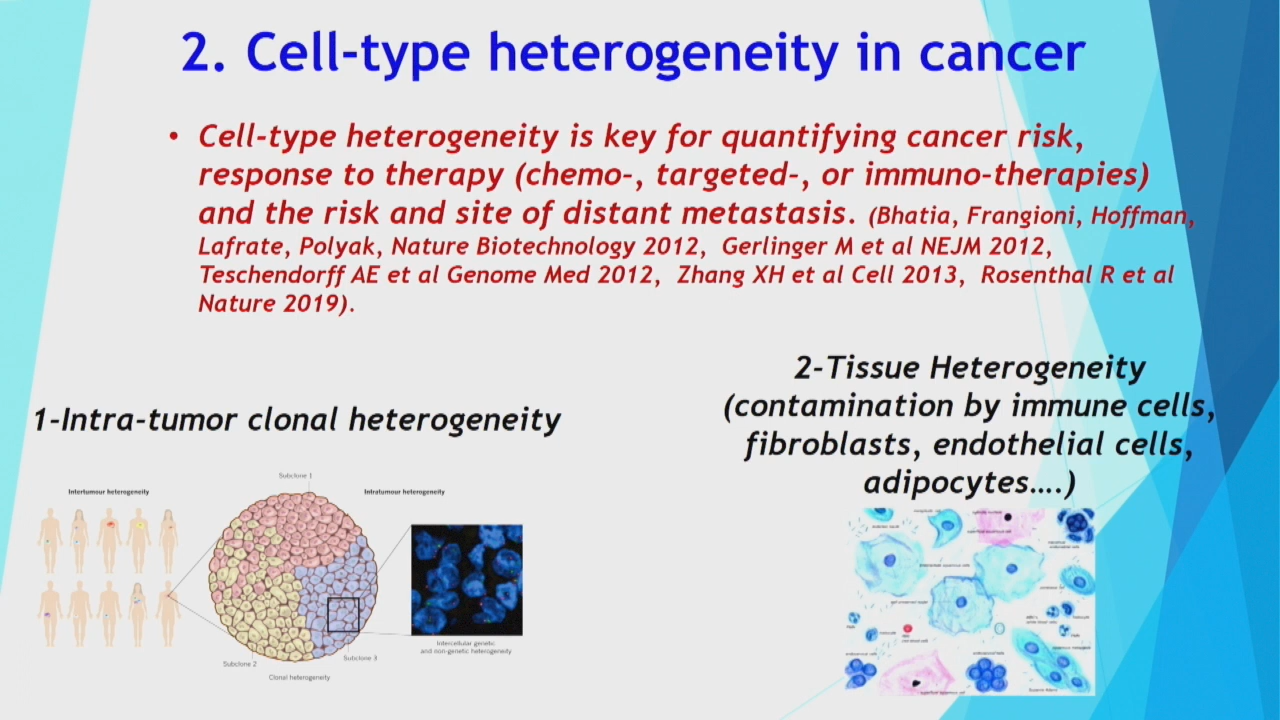 2. Cell-type heterogeneity in cancer
• Cell-type heterogeneity is key for quantifying cancer risk,
response to therapy (chemo-, targeted-, or immuno-therapies)
and the risk and site of distant metastasis. (Bhatia, Frangioni, Hoffman,
Lafrate, Polyak, Nature Biotechnology 2012, Gerlinger M et al NEJM 2012,
Teschendorff AE et al Genome Med 2012, Zhang XH et al Cell 2013, Rosenthal R et al
Nature 2019).
1-Intra-tumor clonal heterogeneity
Intertumour heterogeneity
Subclone 1
Intratumour heterogeneity
Subclone 2
Subclone 3
Clonal heterogeneity
Intercellular genetic
and non-genetic heterogeneity
2-Tissue Heterogeneity
(contamination by immune cells,
fibroblasts, endothelial cells,
adipocytes....)